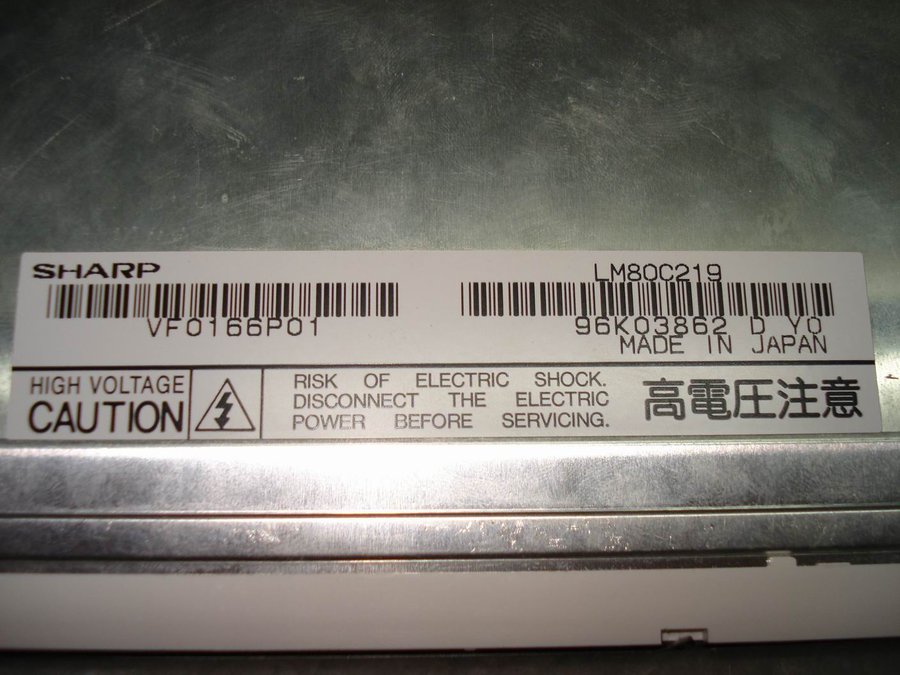 SHARP
LM80C219
VF0166P01
96K03862 D YO
MADE IN JAPAN
HIGH VOLTAGE
CAUTION
RISK OF ELECTRIC SHOCK.
DISCONNECT THE ELECTRIC
POWER BEFORE SERVICING.
高電圧注意